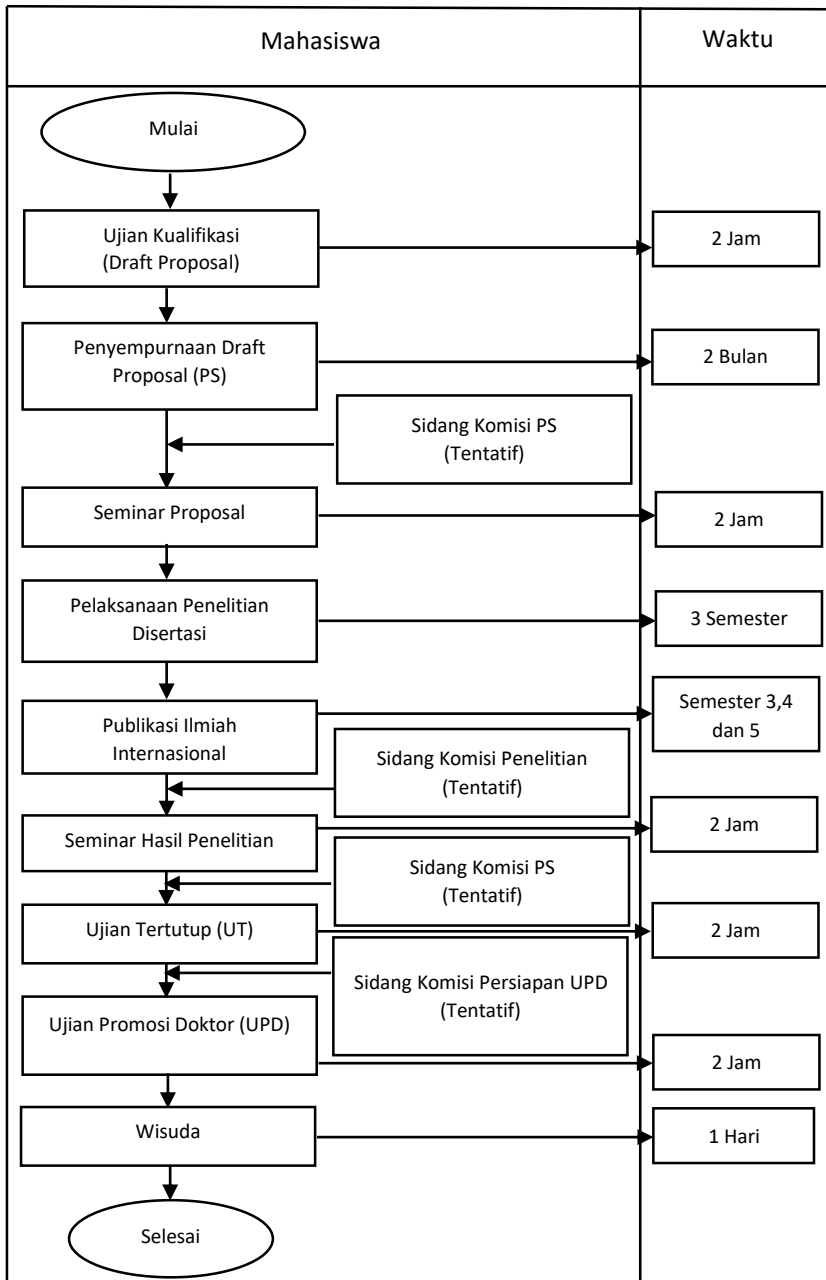 Mahasiswa
Waktu
Mulai
Ujian Kualifikasi
(Draft Proposal)
2 Jam
Penyempurnaan Draft
Proposal (PS)
2 Bulan
Sidang Komisi PS
(Tentatif)
Seminar Proposal
2 Jam
Pelaksanaan Penelitian
Disertasi
3 Semester
Publikasi Ilmiah
Internasional
Semester 3,4
dan 5
Sidang Komisi Penelitian
(Tentatif)
Seminar Hasil Penelitian
2 Jam
Sidang Komisi PS
(Tentatif)
Ujian Tertutup (UT)
2 Jam
Sidang Komisi Persiapan UPD
(Tentatif)
Ujian Promosi Doktor (UPD)
2 Jam
Wisuda
1 Hari
Selesai